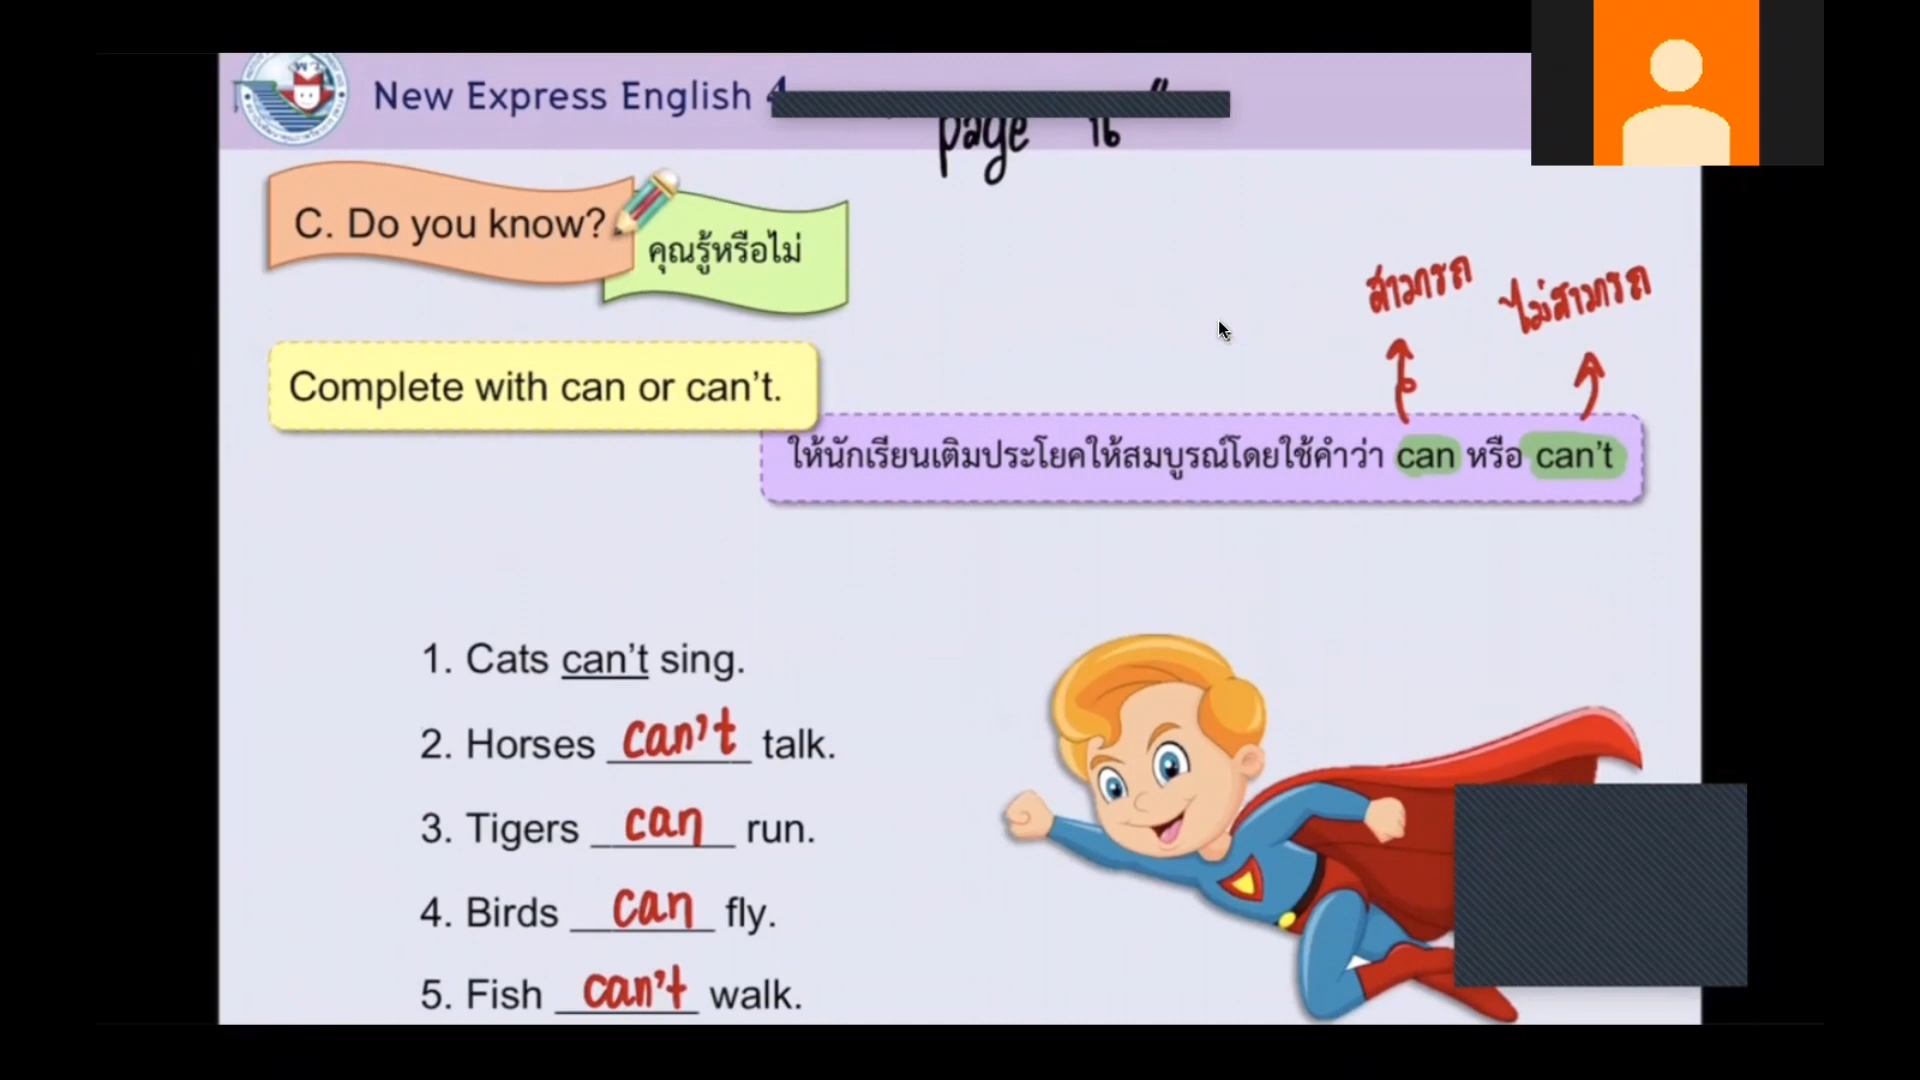 New Express English 4
page 16
C. Do you know?
คุณรู้หรือไม่
สามารถ
ไม่สามารถ
Complete with can or can't.
ให้นักเรียนเติมประโยคให้สมบูรณ์โดยใช้คำว่า can หรือ can't
1. Cats can't sing.
2. Horses can't talk.
3. Tigers can run.
4. Birds can fly.
5. Fish can't walk.